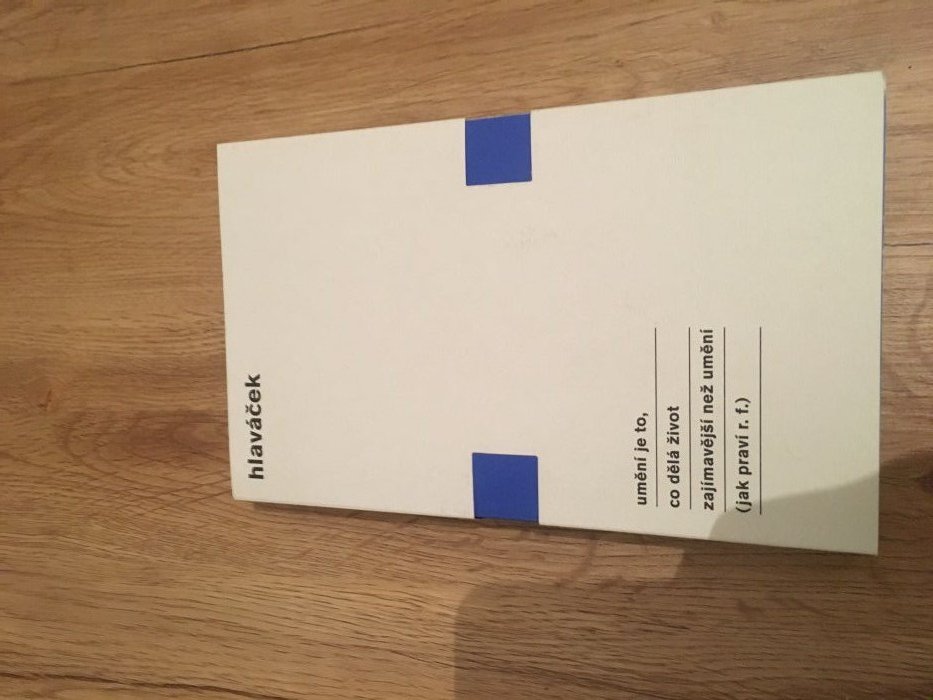 hlaváček
umění je to,
co dělá život
zajímavější než umění
(jak praví r. f.)